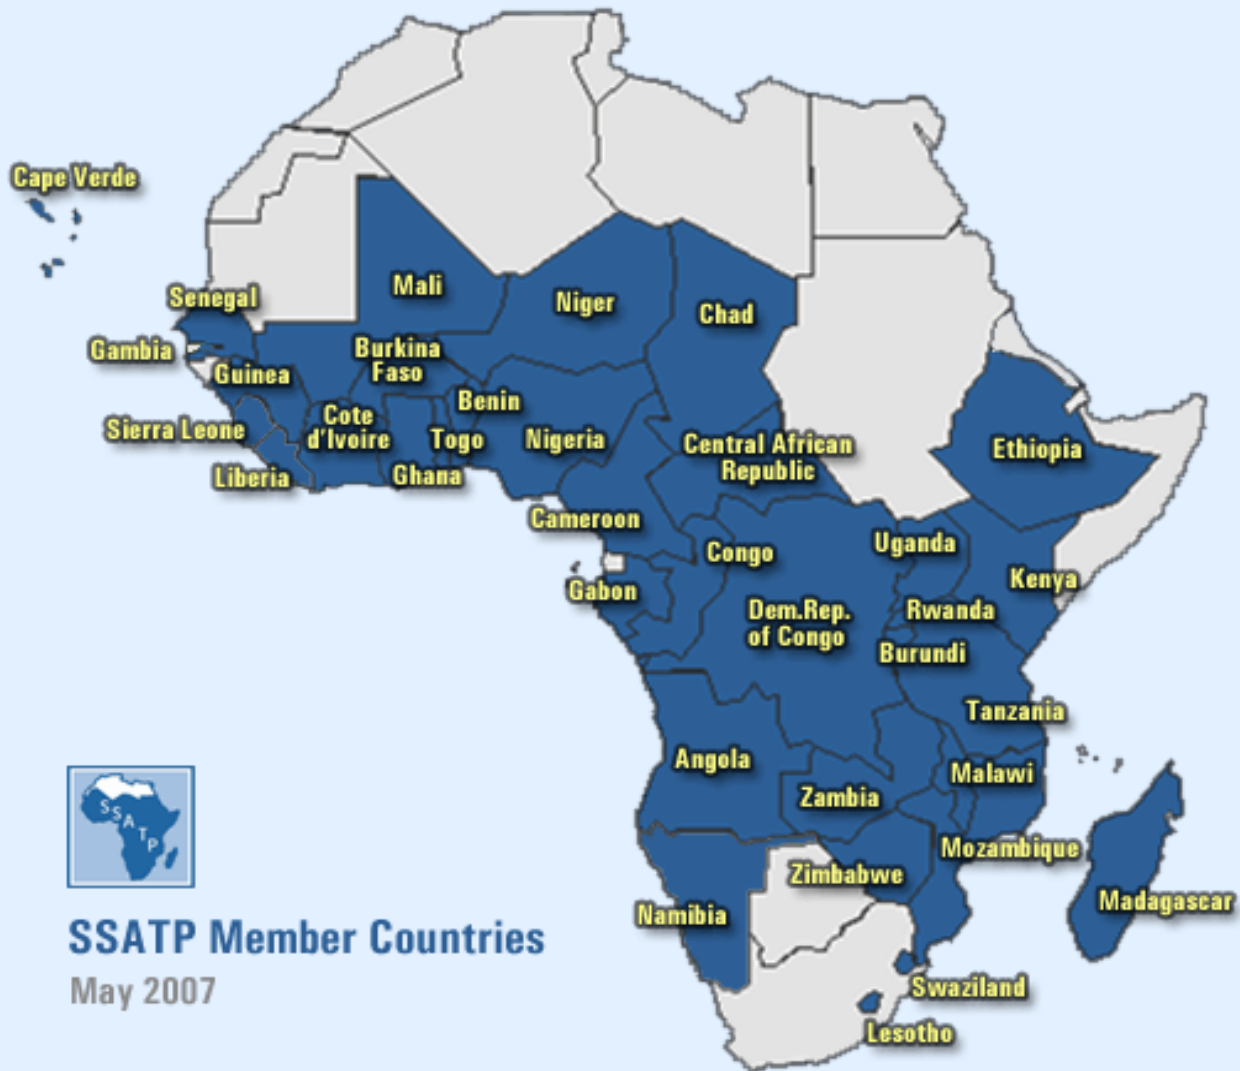 Cape Verde
Senegal
Mali
Niger
Chad
Gambia
Guinea
Burkina
Faso
Benin
Sierra Leone
Cote
d'Ivoire
Togo
Nigeria
Central African
Republic
Ethiopia
Liberia
Ghana
Cameroon
Congo
Uganda
Kenya
Gabon
Dem.Rep.
of Congo
Rwanda
Burundi
Tanzania
Angola
Zambia
Malawi
Mozambique
Zimbabwe
Namibia
Madagascar
Swaziland
Lesotho
SSATP
SSATP Member Countries
May 2007